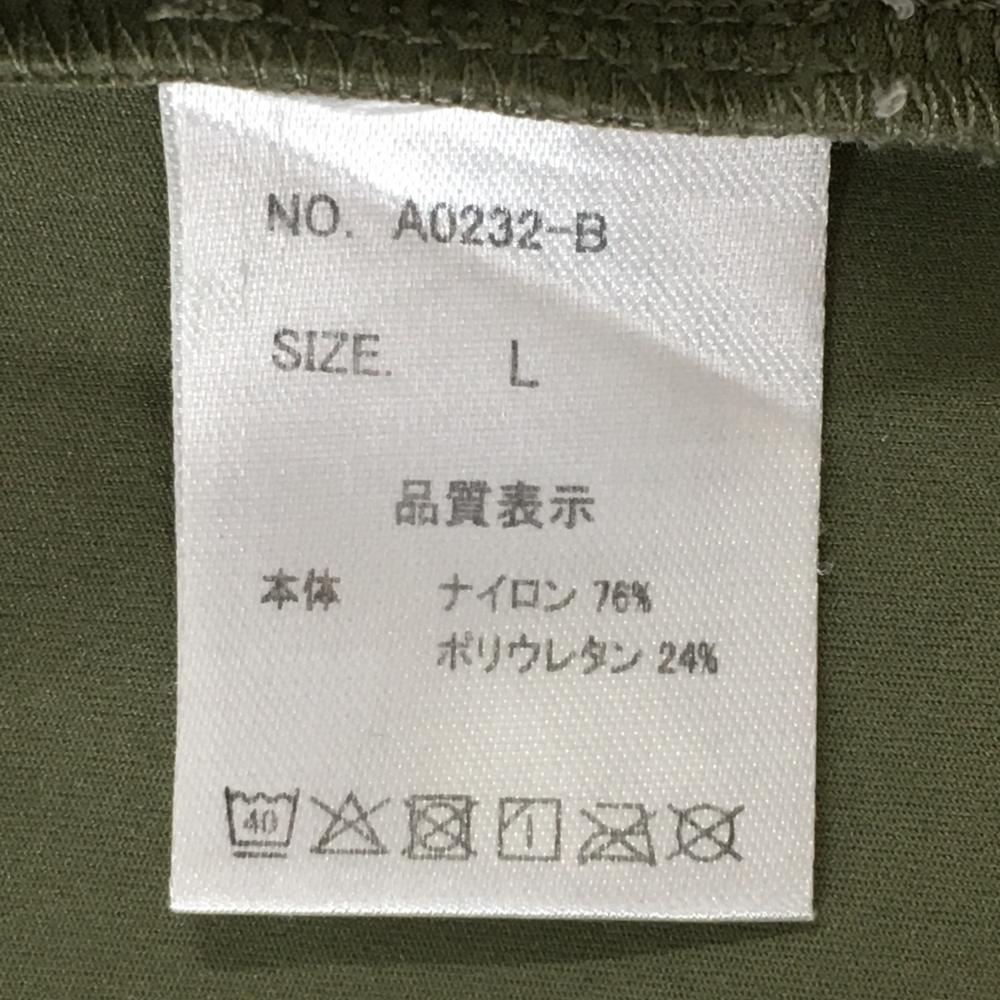 NO. A0232-B
SIZE. L
品質表示
本体 ナイロン 76%
ポリウレタン 24%
40